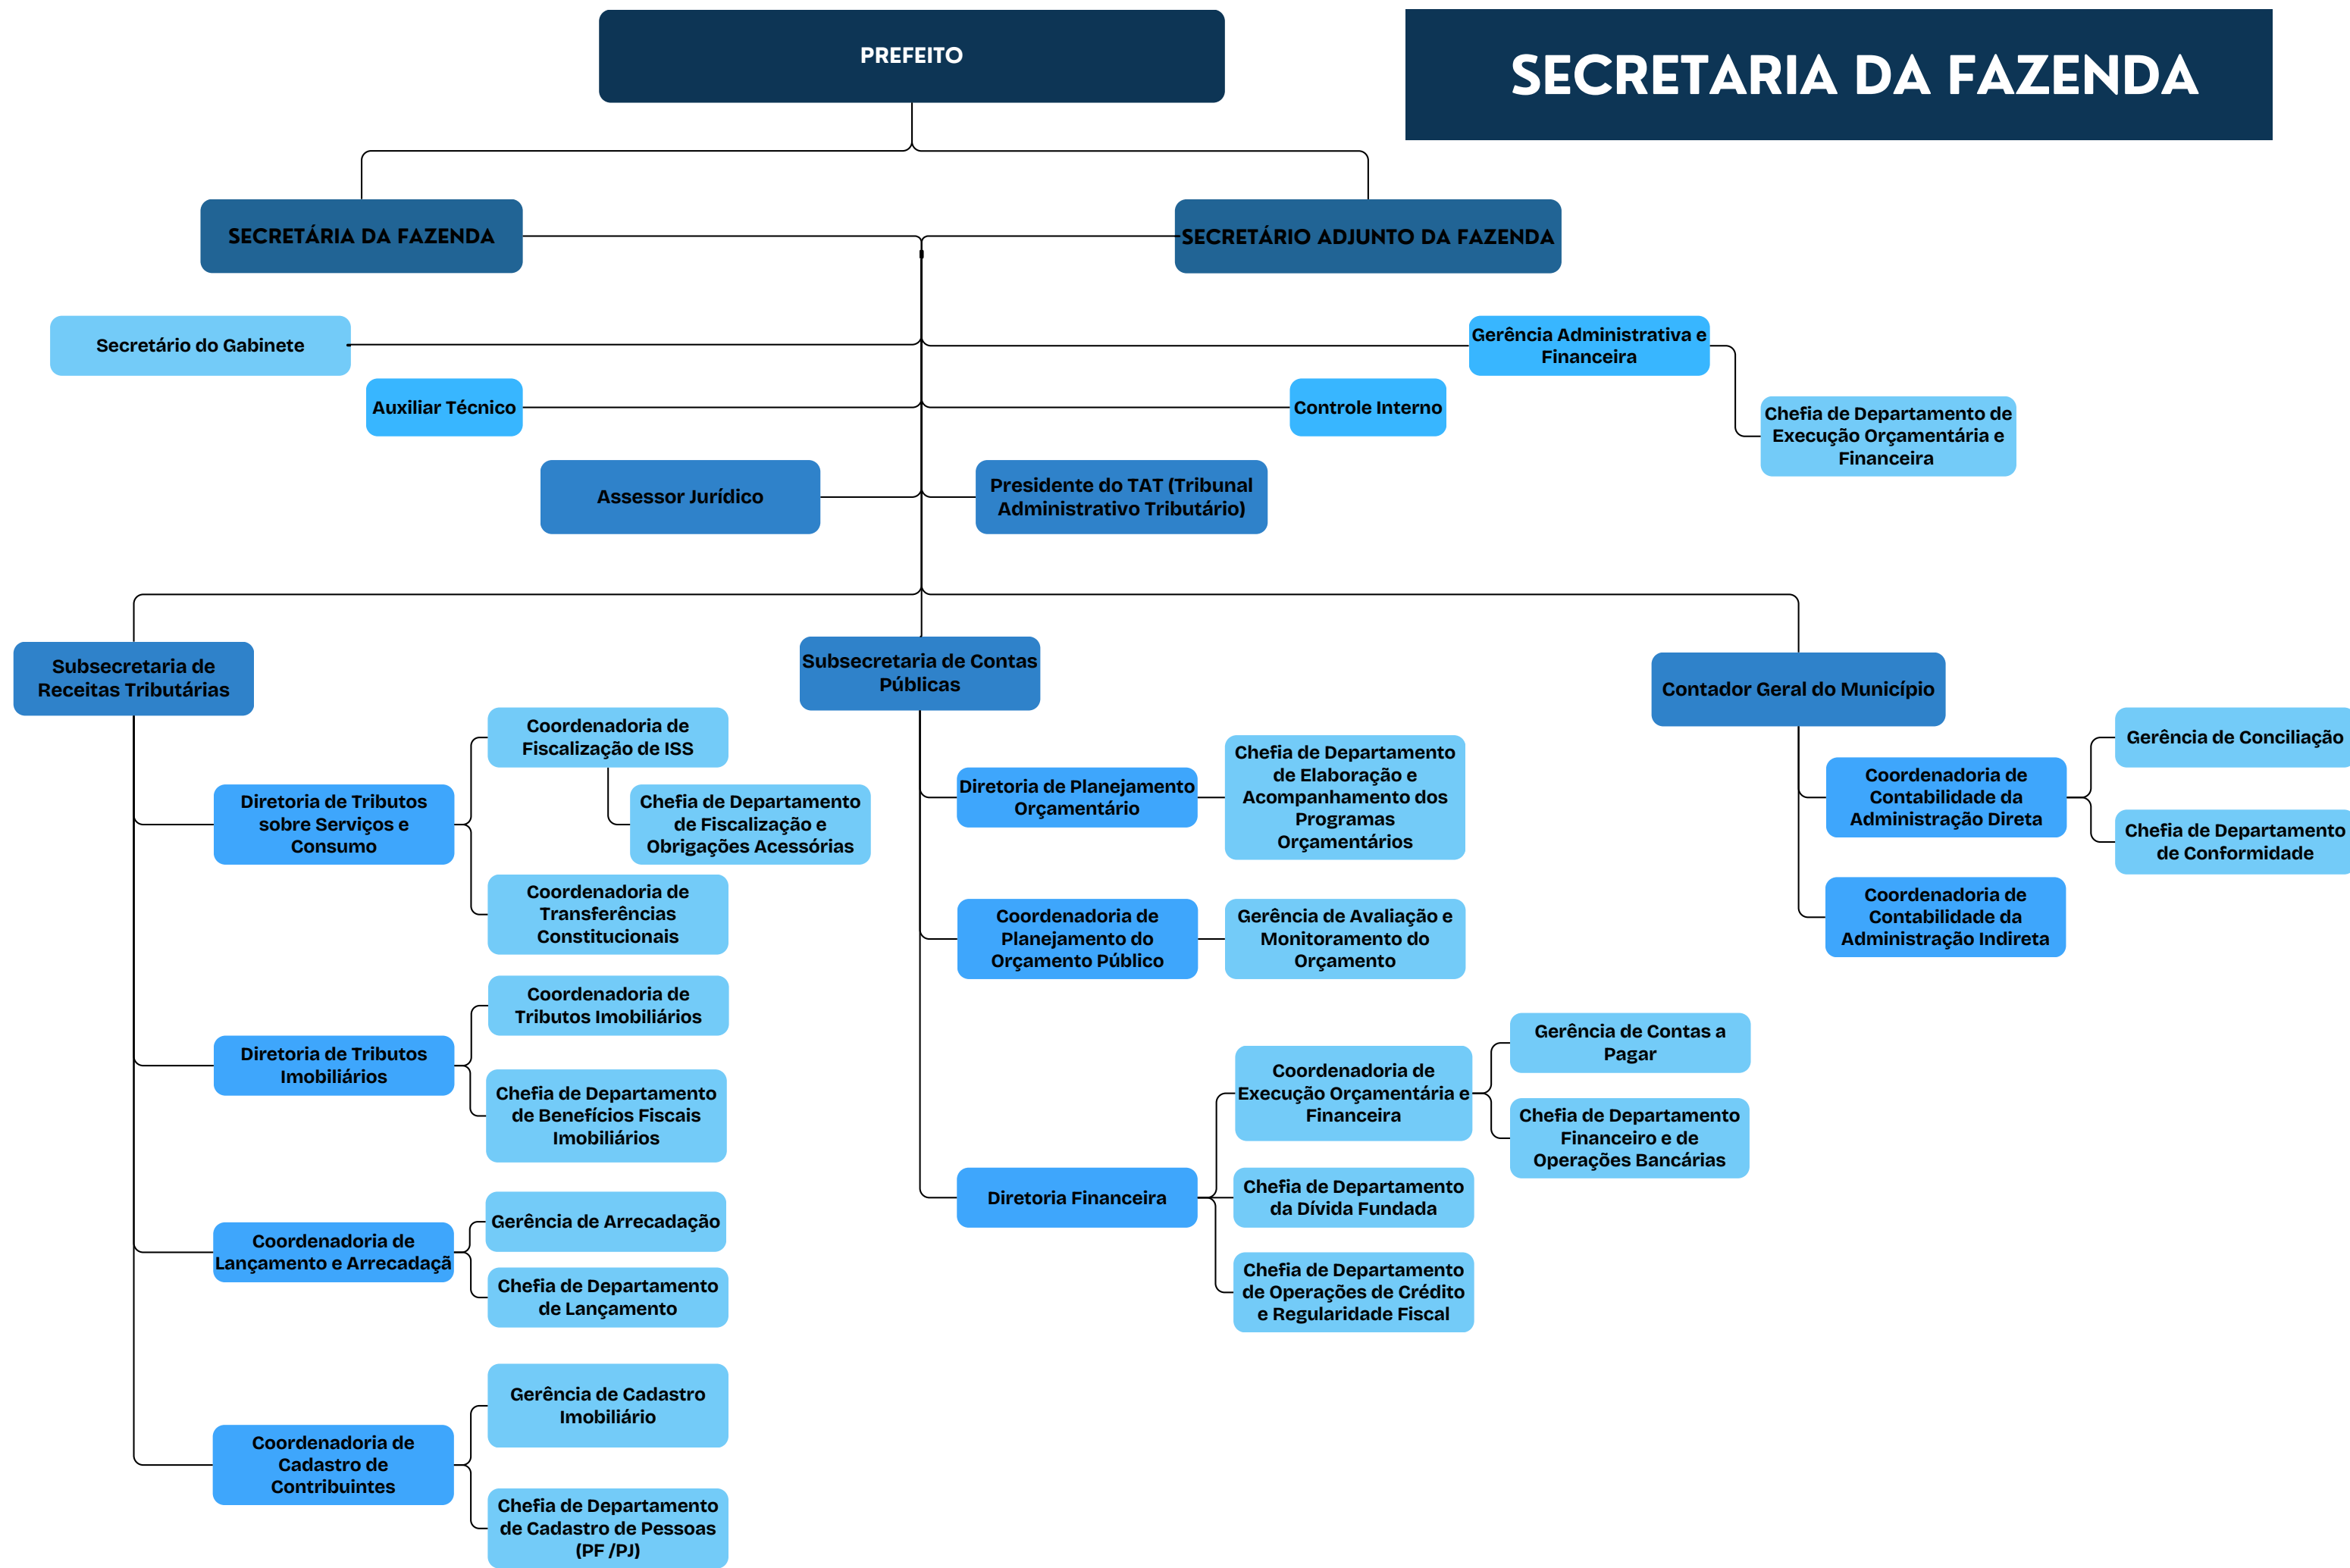 PREFEITO
SECRETARIA DA FAZENDA
SECRETÁRIA DA FAZENDA
SECRETÁRIO ADJUNTO DA FAZENDA
Secretário do Gabinete
Gerência Administrativa e
Financeira
Auxiliar Técnico
Controle Interno
Chefia de Departamento de
Execução Orçamentária e
Financeira
Assessor Jurídico
Presidente do TAT (Tribunal
Administrativo Tributário)
Subsecretaria de
Receitas Tributárias
Subsecretaria de Contas
Públicas
Contador Geral do Município
Coordenadoria de
Fiscalização de ISS
Diretoria de Tributos
sobre Serviços e
Consumo
Chefia de Departamento
de Fiscalização e
Obrigações Acessórias
Coordenadoria de
Transferências
Constitucionais
Coordenadoria de
Tributos Imobiliários
Diretoria de Tributos
Imobiliários
Chefia de Departamento
de Benefícios Fiscais
Imobiliários
Gerência de Arrecadação
Coordenadoria de
Lançamento e Arrecadaçã
Chefia de Departamento
de Lançamento
Gerência de Cadastro
Imobiliário
Coordenadoria de
Cadastro de
Contribuintes
Chefia de Departamento
de Cadastro de Pessoas
(PF /PJ)
Diretoria de Planejamento
Orçamentário
Chefia de Departamento
de Elaboração e
Acompanhamento dos
Programas
Orçamentários
Coordenadoria de
Planejamento do
Orçamento Público
Gerência de Avaliação e
Monitoramento do
Orçamento
Diretoria Financeira
Coordenadoria de
Execução Orçamentária e
Financeira
Gerência de Contas a
Pagar
Chefia de Departamento
Financeiro e de
Operações Bancárias
Chefia de Departamento
da Dívida Fundada
Chefia de Departamento
de Operações de Crédito
e Regularidade Fiscal
Coordenadoria de
Contabilidade da
Administração Direta
Gerência de Conciliação
Chefia de Departamento
de Conformidade
Coordenadoria de
Contabilidade da
Administração Indireta